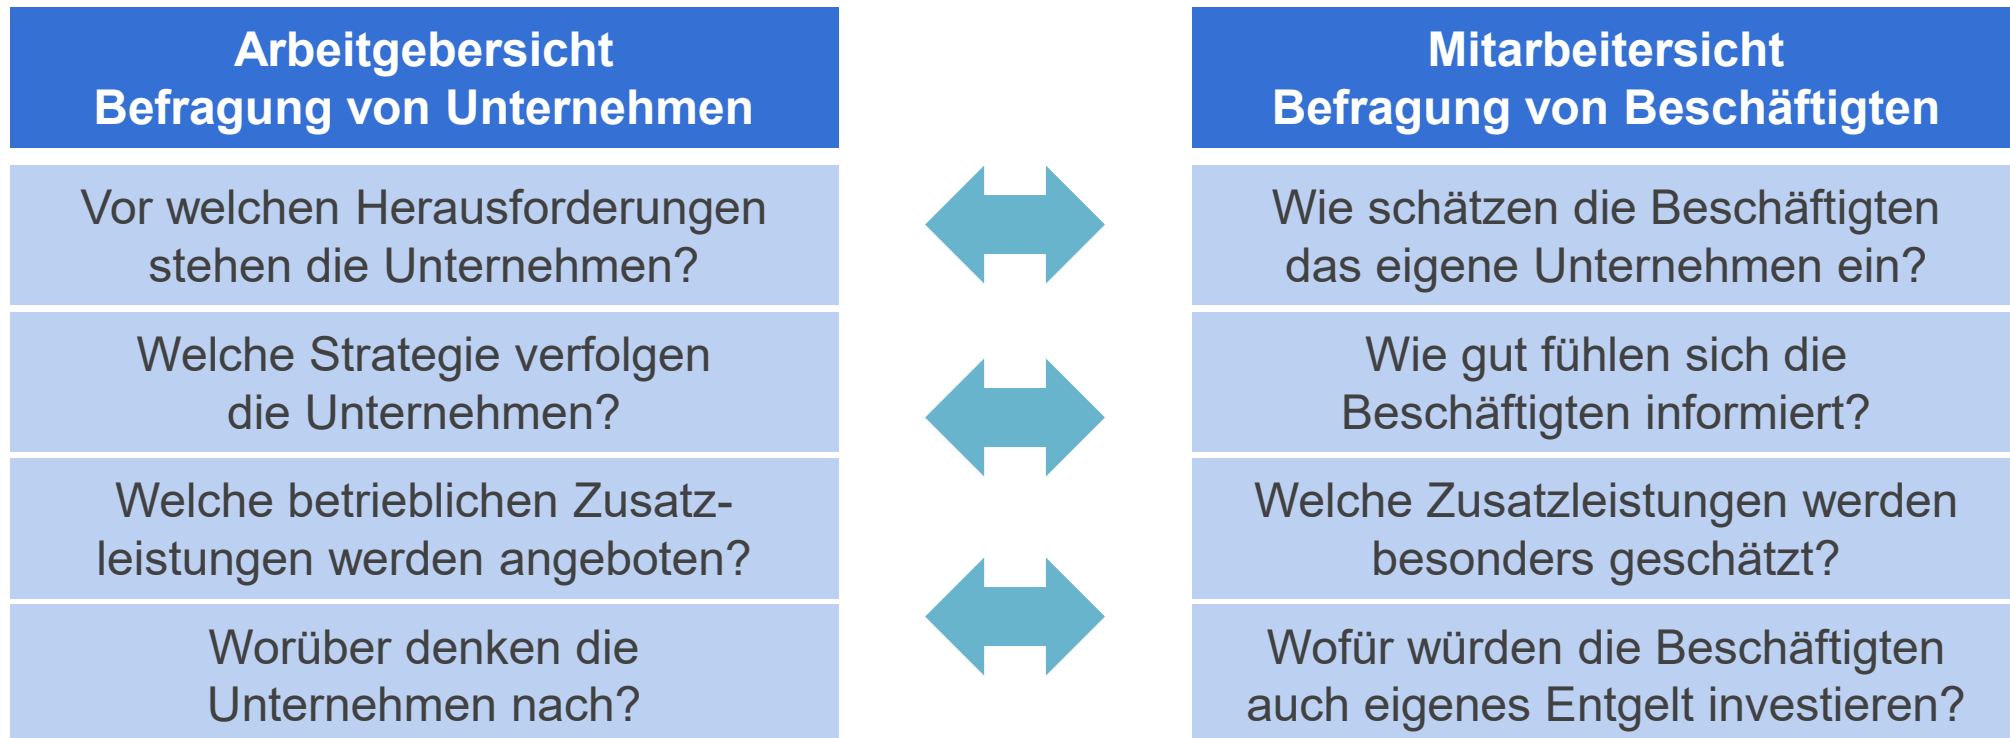 Arbeitgebersicht
Befragung von Unternehmen
Vor welchen Herausforderungen
stehen die Unternehmen?
Welche Strategie verfolgen
die Unternehmen?
Welche betrieblichen Zusatz-
leistungen werden angeboten?
Worüber denken die
Unternehmen nach?
Mitarbeitersicht
Befragung von Beschäftigten
Wie schätzen die Beschäftigten
das eigene Unternehmen ein?
Wie gut fühlen sich die
Beschäftigten informiert?
Welche Zusatzleistungen werden
besonders geschätzt?
Wofür würden die Beschäftigten
auch eigenes Entgelt investieren?